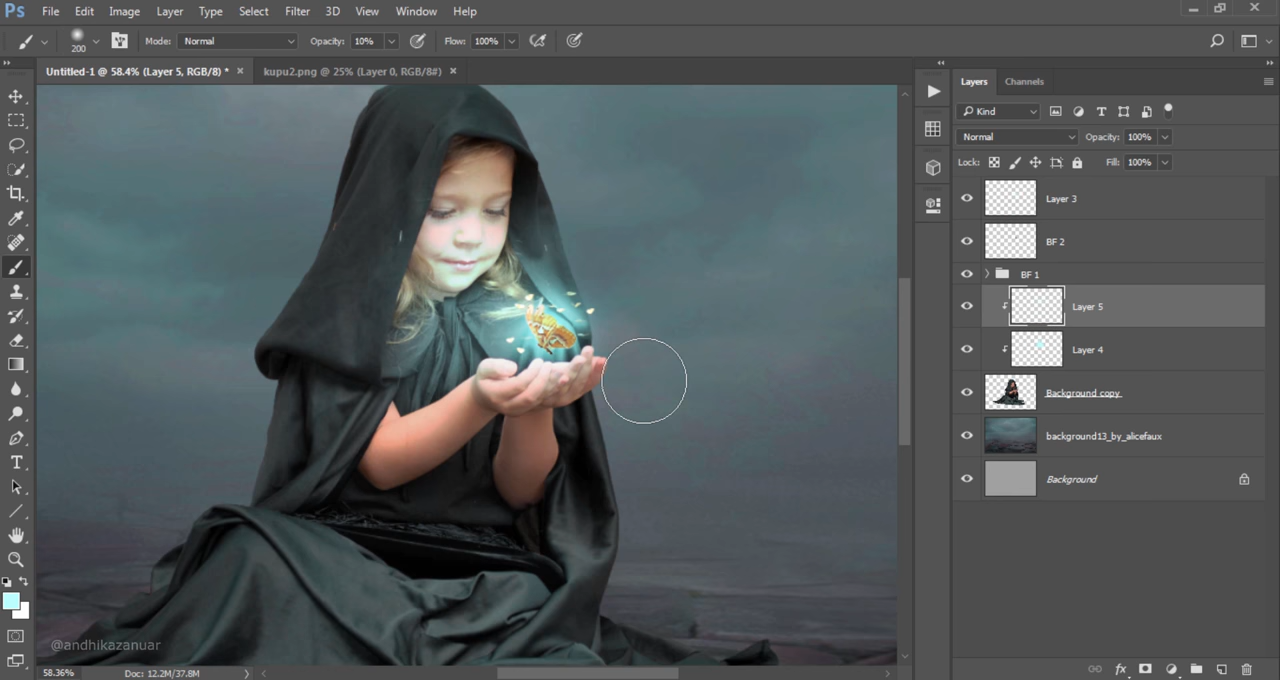 Ps File Edit Image Layer Type Select Filter 3D View Window Help
200 Mode: Normal Opacity: 10% Flow: 100%
Untitled-1 @ 58.4% (Layer 5, RGB/8) * × kupu2.png @ 25% (Layer 0, RGB/8#) ×
Layers Channels
Kind
Normal Opacity: 100%
Lock: Fill: 100%
Layer 3
BF 2
BF 1
Layer 5
Layer 4
Background copy
background13_by_alicefaux
Background
@andhikazanuar
58.36% Doc: 12.2M/37.8M